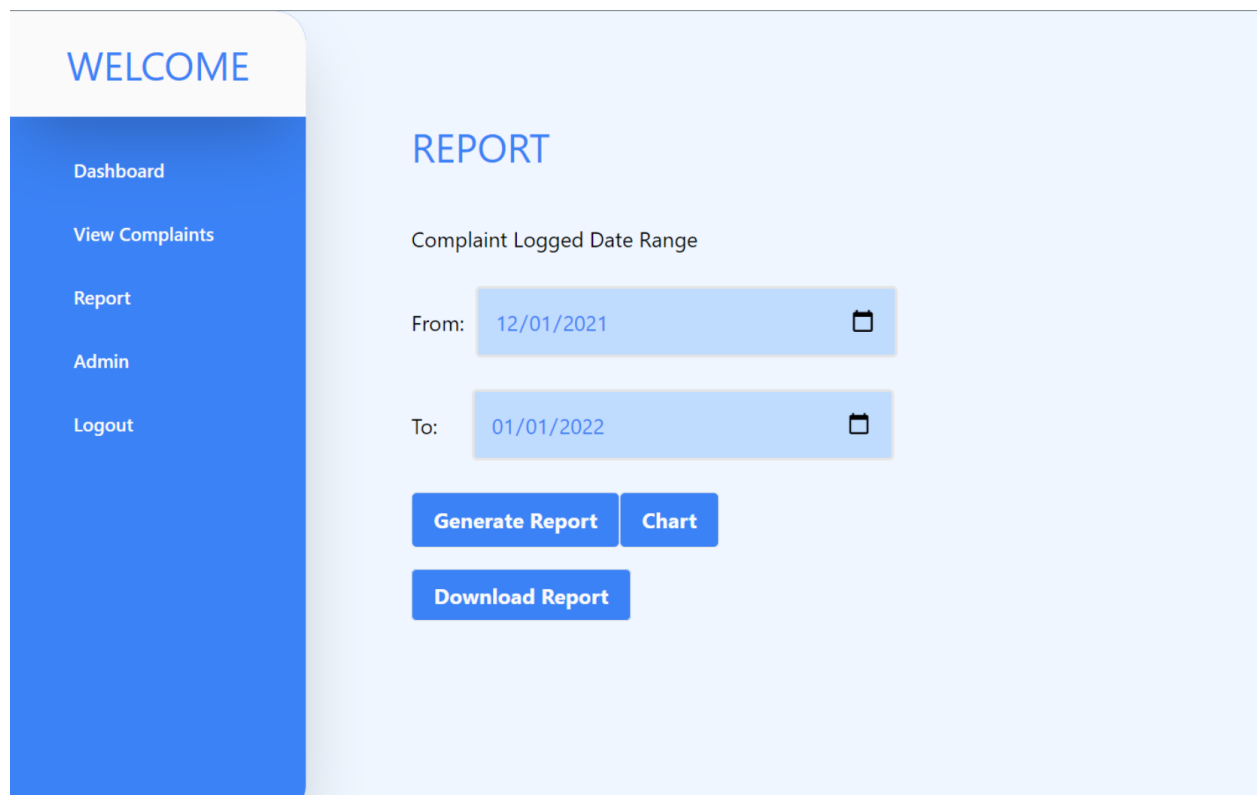 WELCOME
Dashboard
View Complaints
Report
Admin
Logout
REPORT
Complaint Logged Date Range
From: 12/01/2021
To: 01/01/2022
Generate Report Chart
Download Report